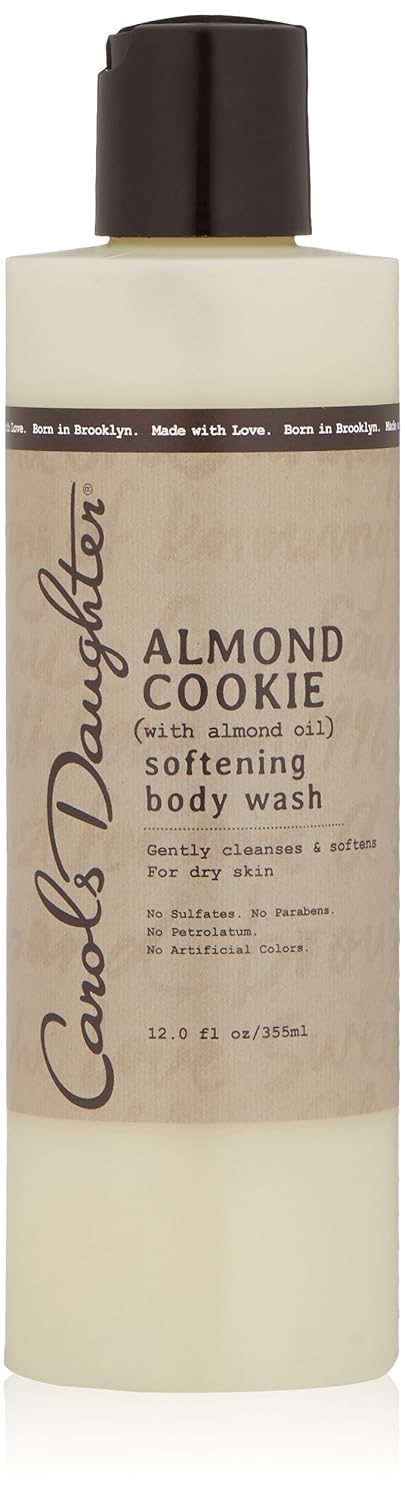 Love. Born in Brooklyn. Made with Love. Born in Brooklyn. Made
Carols Daughter®
ALMOND
COOKIE
(with almond oil)
softening
body wash
Gently cleanses & softens
For dry skin
No Sulfates. No Parabens.
No Petrolatum.
No Artificial Colors.
12.0 fl oz/355ml